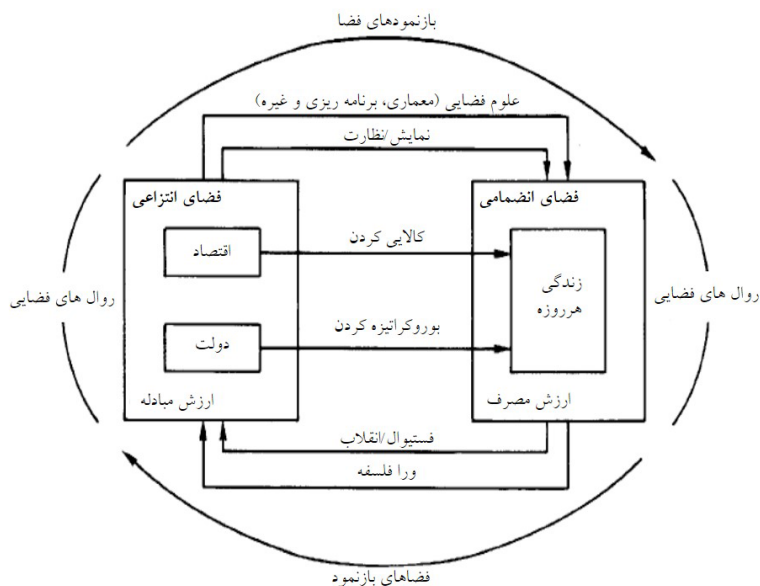 بازنمودهای فضا
علوم فضایی (معماری، برنامه ریزی و غیره)
نمایش/نظارت
فضای انضمامی
فضای انتزاعی
اقتصاد
کالایی کردن
زندگی
هرروزه
روال های فضایی
روال های فضایی
دولت
بوروکراتیزه کردن
ارزش مصرف
ارزش مبادله
فستیوال/انقلاب
ورا فلسفه
فضاهای بازنمود